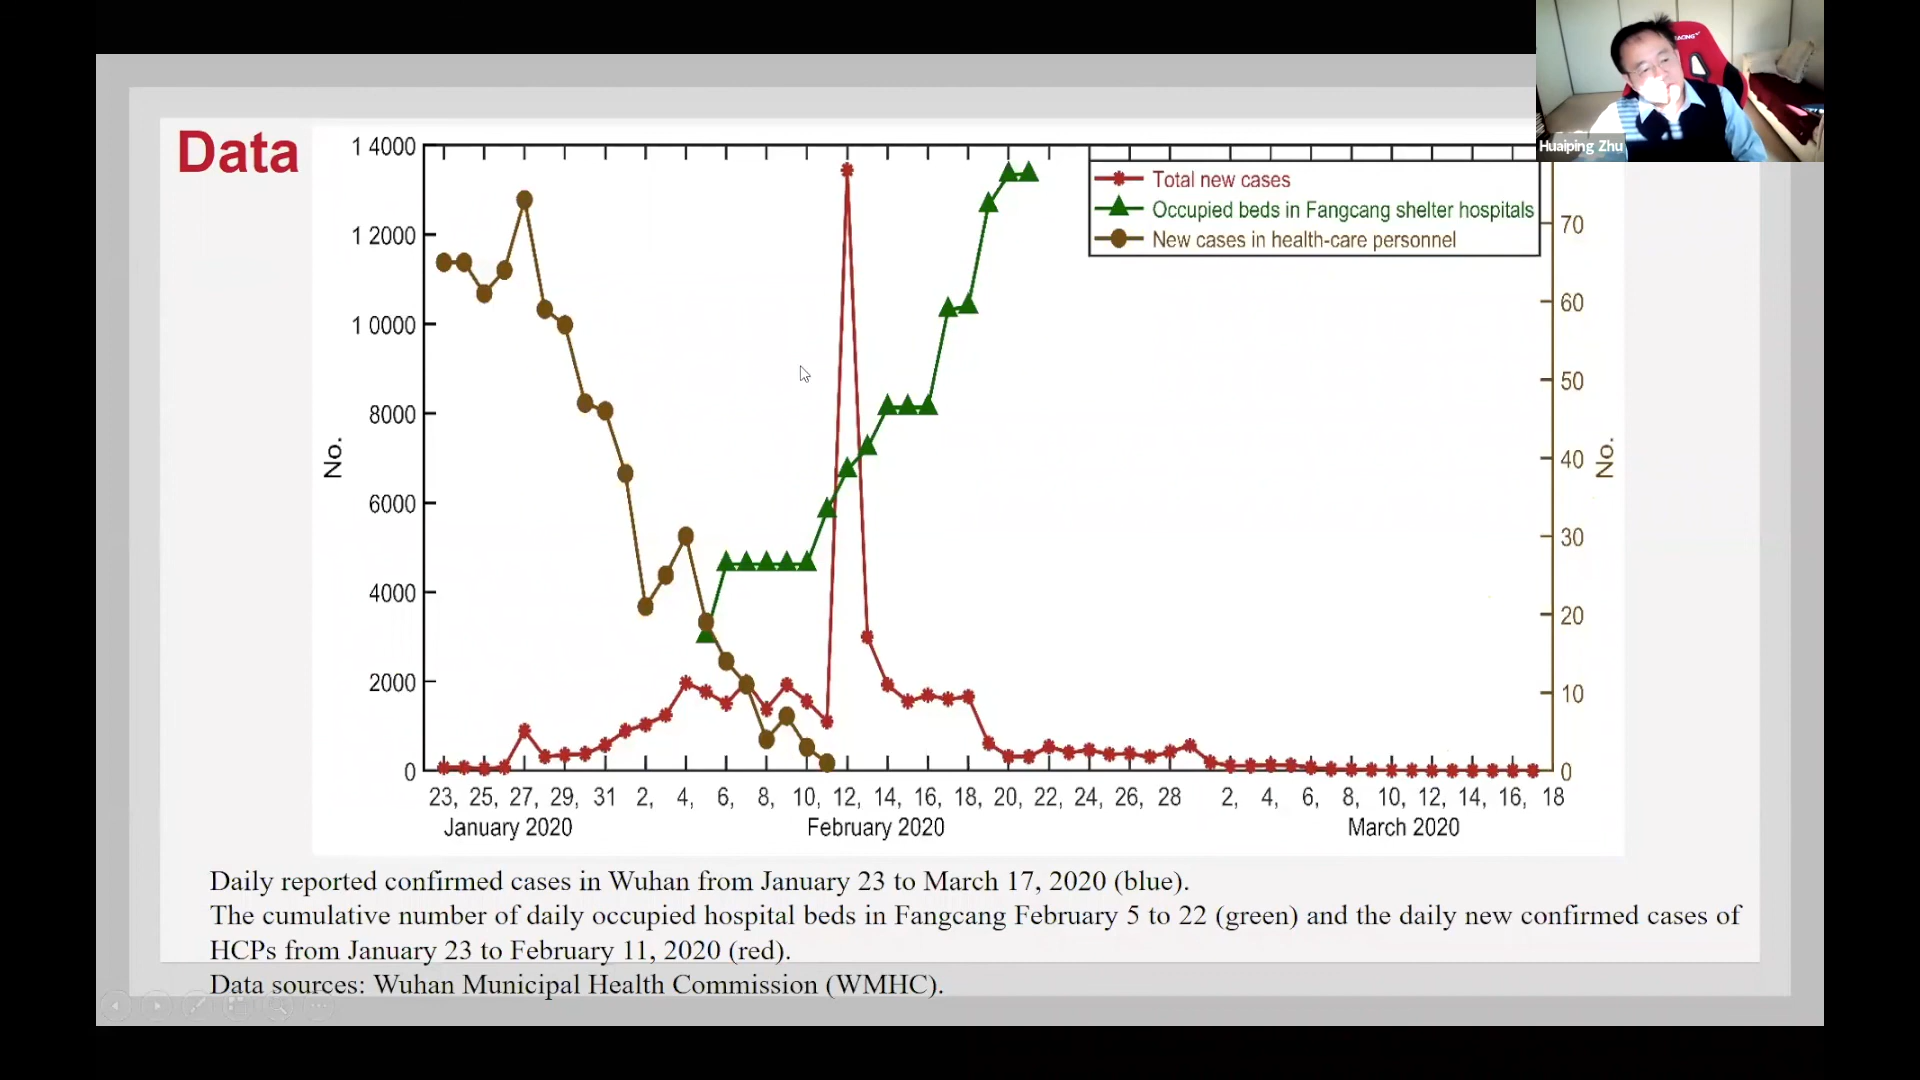 Data
RACING
Huaiping Zhu
1 4000
1 2000
1 0000
8000
6000
4000
2000
0
No.
Total new cases
Occupied beds in Fangcang shelter hospitals
New cases in health-care personnel
70
60
50
40
30
20
10
0
No.
23, 25, 27, 29, 31 2, 4, 6, 8, 10, 12, 14, 16, 18, 20, 22, 24, 26, 28 2, 4, 6, 8, 10, 12, 14, 16, 18
January 2020 February 2020 March 2020
Daily reported confirmed cases in Wuhan from January 23 to March 17, 2020 (blue).
The cumulative number of daily occupied hospital beds in Fangcang February 5 to 22 (green) and the daily new confirmed cases of
HCPs from January 23 to February 11, 2020 (red).
Data sources: Wuhan Municipal Health Commission (WMHC).